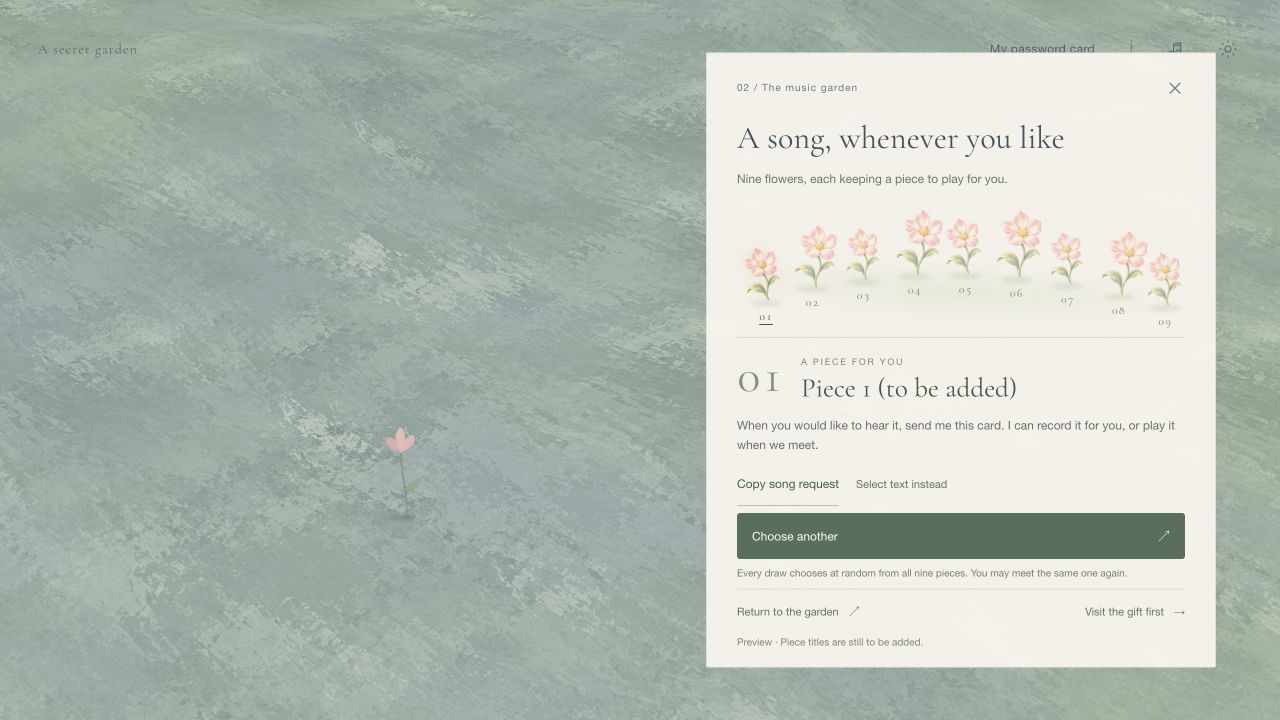 A secret garden
My password card
02 / The music garden
A song, whenever you like
Nine flowers, each keeping a piece to play for you.
01
02
03
04
05
06
07
08
09
01
A PIECE FOR YOU
Piece 1 (to be added)
When you would like to hear it, send me this card. I can record it for you, or play it
when we meet.
Copy song request
Select text instead
Choose another
Every draw chooses at random from all nine pieces. You may meet the same one again.
Return to the garden
Visit the gift first
Preview · Piece titles are still to be added.